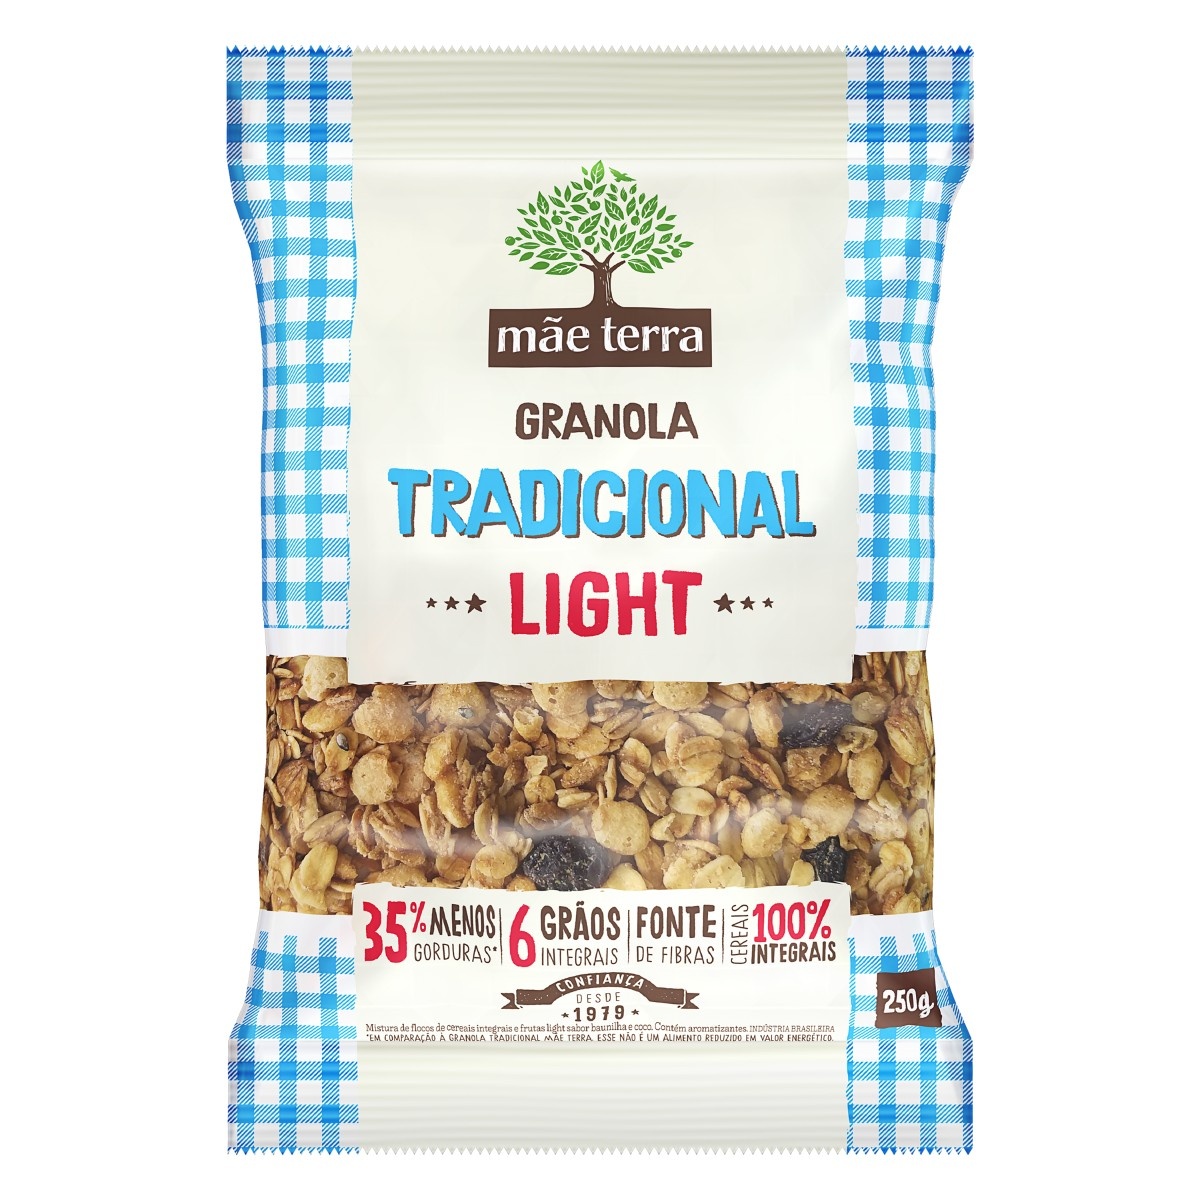 mãe terra
GRANOLA
TRADICIONAL
LIGHT
35% MENOS GORDURAS*
6 GRÃOS INTEGRAIS
FONTE DE FIBRAS
CEREAIS 100% INTEGRAIS
CONFIANÇA
DESDE
1979
250g
Mistura de flocos de cereais integrais e frutas light sabor baunilha e coco. Contém aromatizantes. INDÚSTRIA BRASILEIRA
*EM COMPARAÇÃO À GRANOLA TRADICIONAL MÃE TERRA. ESSE NÃO É UM ALIMENTO REDUZIDO EM VALOR ENERGÉTICO.